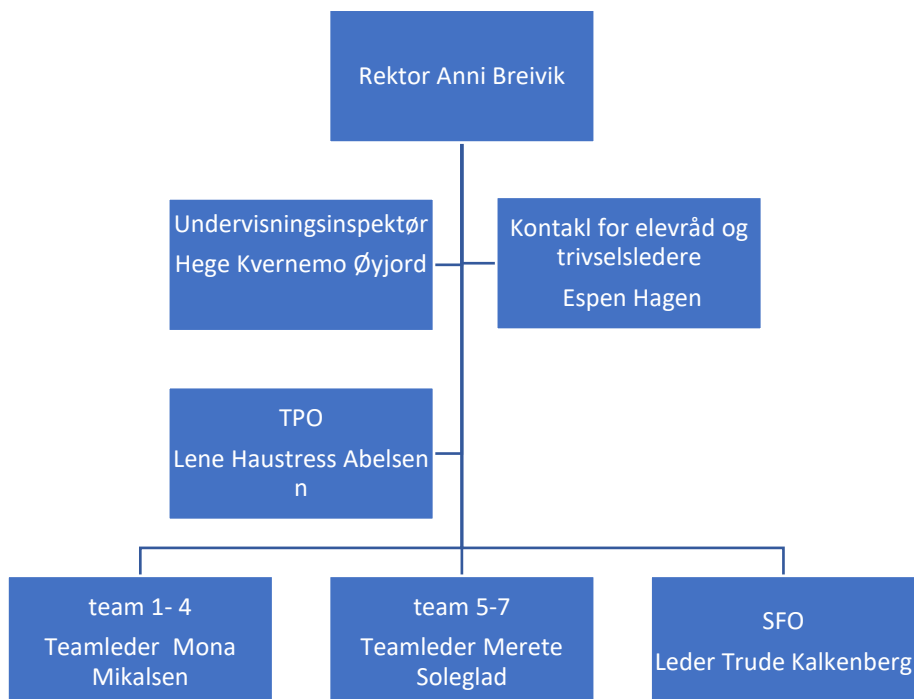 Rektor Anni Breivik
Undervisningsinspektør
Hege Kvernemo Øyjord
Kontakl for elevråd og
trivselsledere
Espen Hagen
TPO
Lene Haustress Abelsen
n
team 1- 4
Teamleder  Mona
Mikalsen
team 5-7
Teamleder Merete
Soleglad
SFO
Leder Trude Kalkenberg